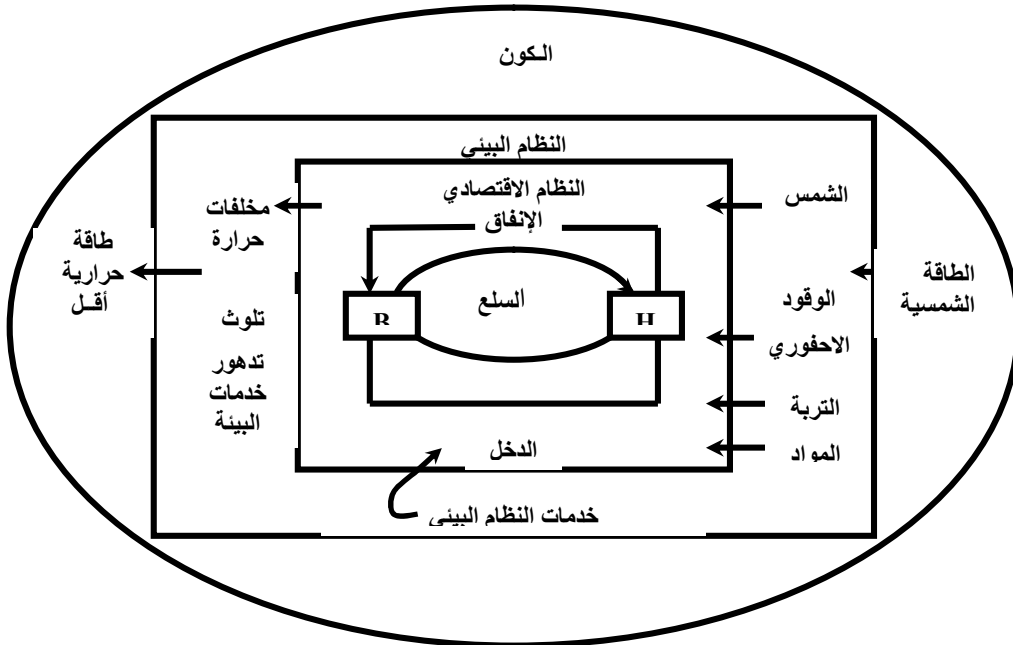 الكون
النظام البيئي
النظام الاقتصادي
الإنفاق
الشمس
مخلفات
حرارة
طاقة
حرارية
أقل
الطاقة
الشمسية
الوقود
الاحفوري
السلع
تلوث
تدهور
خدمات
البيئة
H
التربة
المواد
الدخل
خدمات النظام البيئي